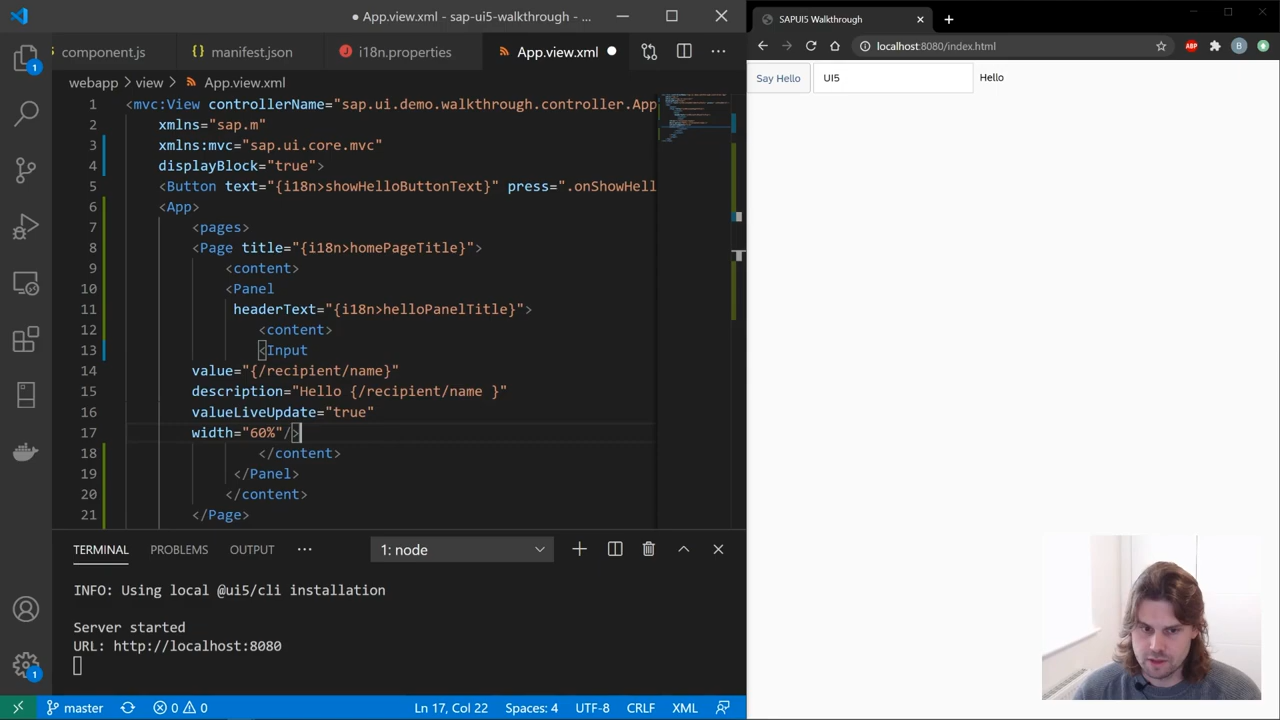 App.view.xml - sap-ui5-walkthrough - ...
component.js
manifest.json
i18n.properties
App.view.xml
webapp > view > App.view.xml
1 <mvc:View controllerName="sap.ui.demo.walkthrough.controller.App
2 xmlns="sap.m"
3 xmlns:mvc="sap.ui.core.mvc"
4 displayBlock="true">
5 <Button text="{i18n>showHelloButtonText}" press=".onShowHell
6 <App>
7 <pages>
8 <Page title="{i18n>homePageTitle}">
9 <content>
10 <Panel
11 headerText="{i18n>helloPanelTitle}">
12 <content>
13 <Input
14 value="{/recipient/name}"
15 description="Hello {/recipient/name }"
16 valueLiveUpdate="true"
17 width="60%"/>
18 </content>
19 </Panel>
20 </content>
21 </Page>
TERMINAL PROBLEMS OUTPUT ... 1: node
INFO: Using local @ui5/cli installation
Server started
URL: http://localhost:8080
1
1
master 0 0 Ln 17, Col 22 Spaces: 4 UTF-8 CRLF XML
SAPUI5 Walkthrough
localhost:8080/index.html
ABP
B
Say Hello UI5 Hello